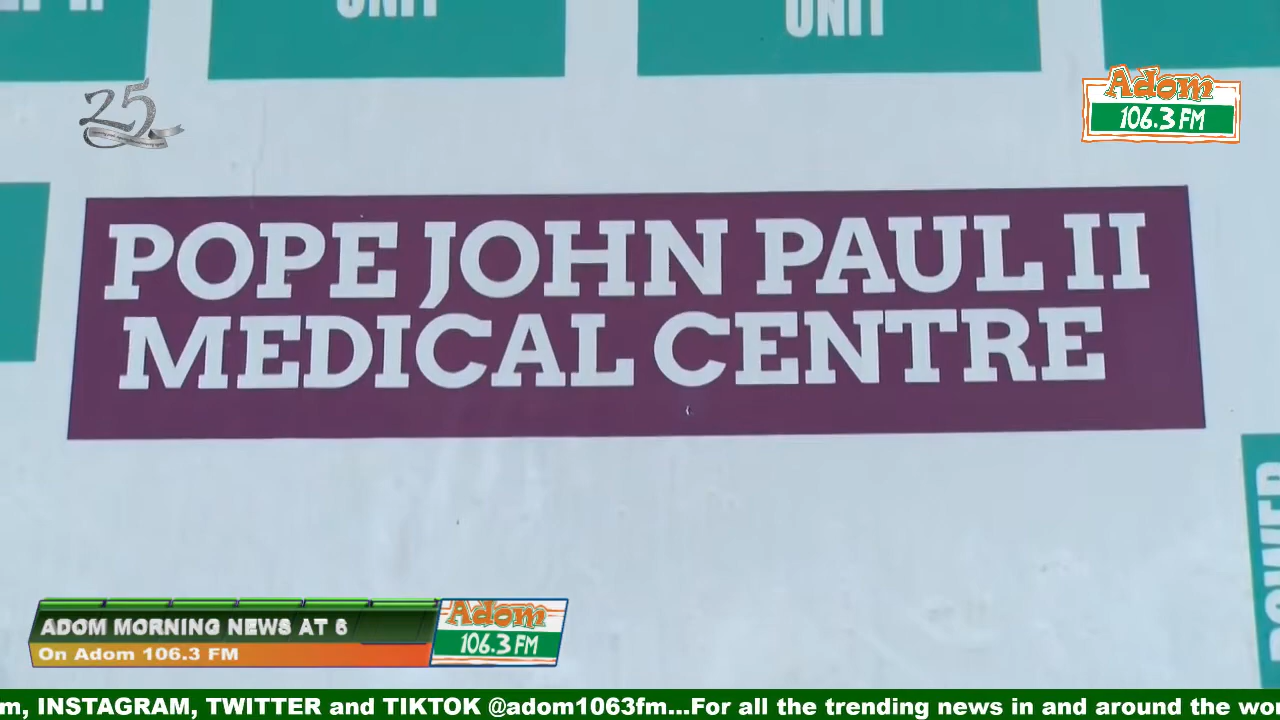 UNIT
UNIT
25
Adom
106.3 FM
POPE JOHN PAUL II
MEDICAL CENTRE
POWER
ADOM MORNING NEWS AT 6
On Adom 106.3 FM
Adom
106.3 FM
m, INSTAGRAM, TWITTER and TIKTOK @adom1063fm...For all the trending news in and around the wo